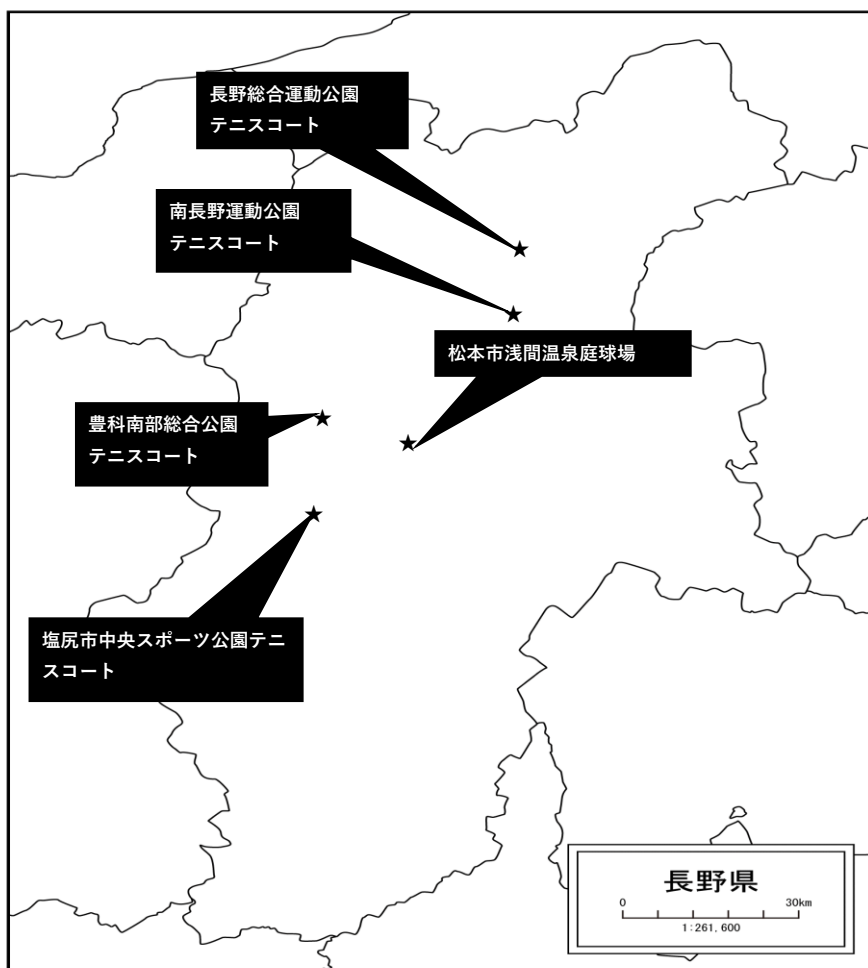 長野総合運動公園
テニスコート
南長野運動公園
テニスコート
松本市浅間温泉庭球場
豊科南部総合公園
テニスコート
塩尻市中央スポーツ公園テニ
スコート
長野県
0 30km
1:261,600